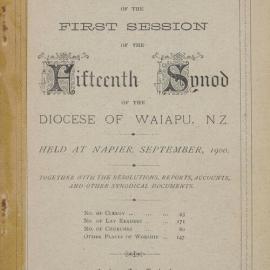 OF THE
FIRST SESSION
OF THE
Fifteenth Synod
OF THE
DIOCESE OF WAIAPU, N.Z.
HELD AT NAPIER, SEPTEMBER, 1900.
TOGETHER WITH THE RESOLUTIONS, REPORTS, ACCOUNTS,
AND OTHER SYNODICAL DOCUMENTS.
No. of Clergy ... ... ...
No. of Lay Readers ... 171
No. of Churches ...
Other Places of Worship ... 147